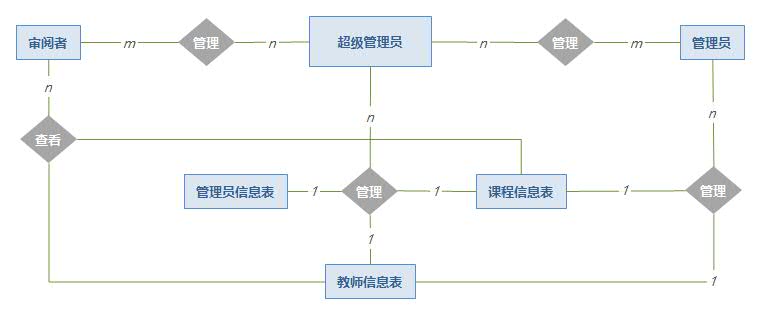 审阅者 m 管理 n 超级管理员 n 管理 m 管理员
n n n
查看
管理员信息表 1 管理 1 课程信息表 1 管理
1
教师信息表 1